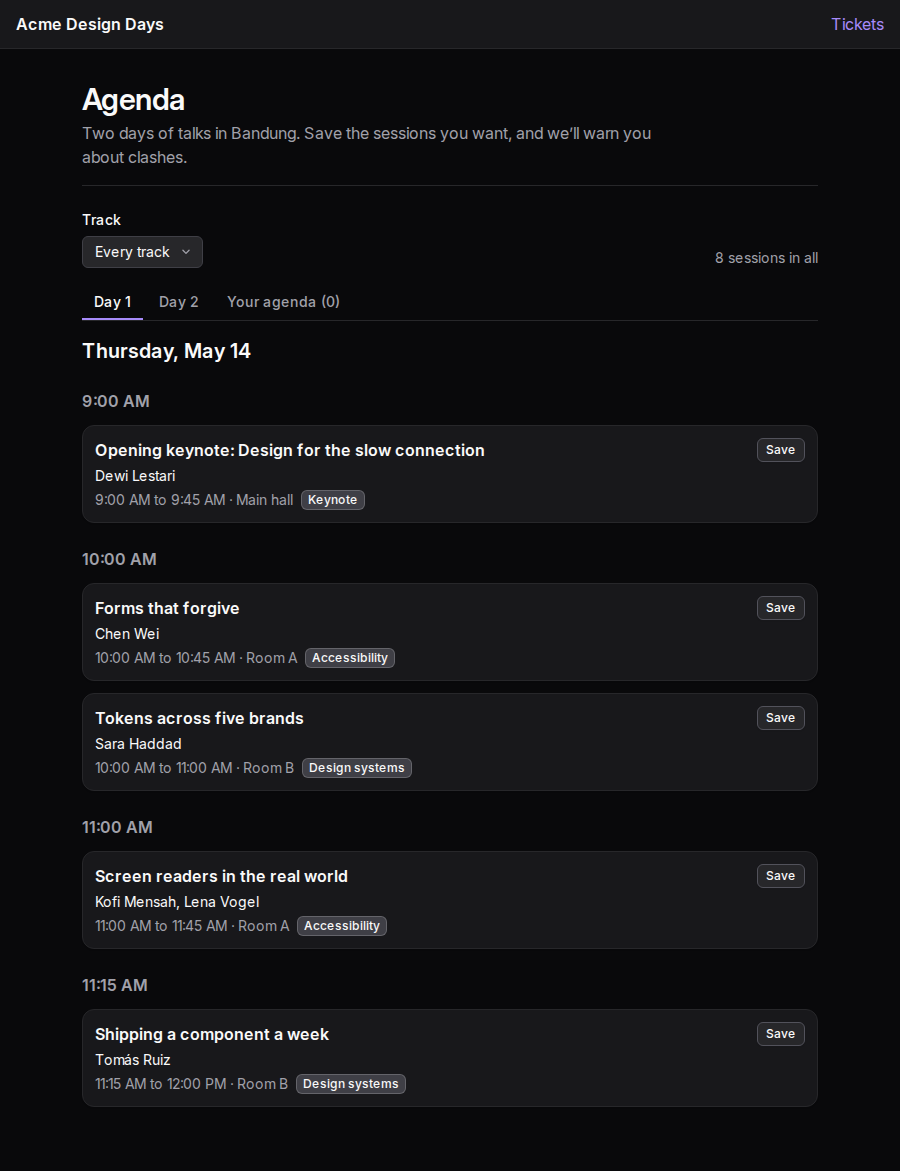 Acme Design Days
Tickets
Agenda
Two days of talks in Bandung. Save the sessions you want, and we’ll warn you
about clashes.
Track
Every track
8 sessions in all
Day 1
Day 2
Your agenda (0)
Thursday, May 14
9:00 AM
Opening keynote: Design for the slow connection
Save
Dewi Lestari
9:00 AM to 9:45 AM · Main hall
Keynote
10:00 AM
Forms that forgive
Save
Chen Wei
10:00 AM to 10:45 AM · Room A
Accessibility
Tokens across five brands
Save
Sara Haddad
10:00 AM to 11:00 AM · Room B
Design systems
11:00 AM
Screen readers in the real world
Save
Kofi Mensah, Lena Vogel
11:00 AM to 11:45 AM · Room A
Accessibility
11:15 AM
Shipping a component a week
Save
Tomás Ruiz
11:15 AM to 12:00 PM · Room B
Design systems